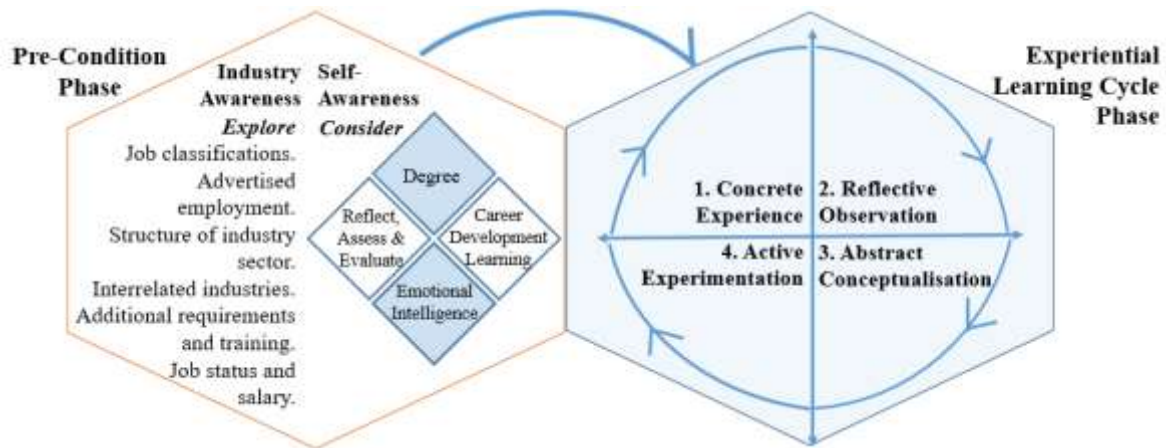 Pre-Condition
Phase
Industry
Awareness
Explore
Job classifications.
Advertised
employment.
Structure of industry
sector.
Interrelated industries.
Additional requirements
and training.
Job status and
salary.
Self-
Awareness
Consider
Degree
Reflect,
Assess &
Evaluate
Career
Development
Learning
Emotional
Intelligence
Experiential
Learning Cycle
Phase
1. Concrete
Experience
2. Reflective
Observation
4. Active
Experimentation
3. Abstract
Conceptualisation